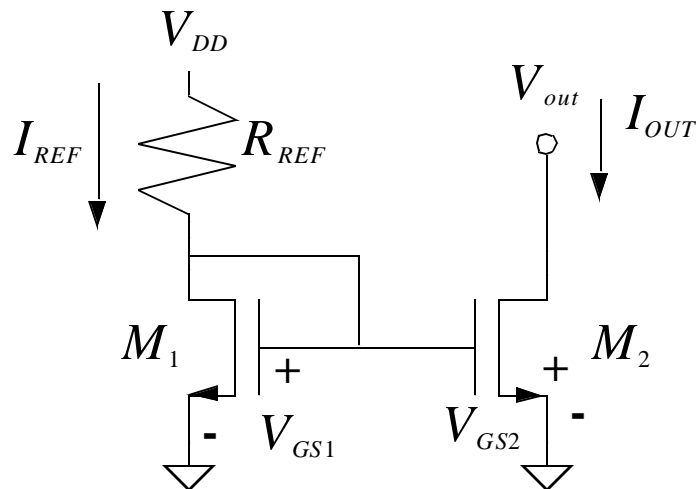 V_DD
V_out
I_REF
R_REF
I_OUT
M_1
M_2
+
+
-
V_GS1
V_GS2
-